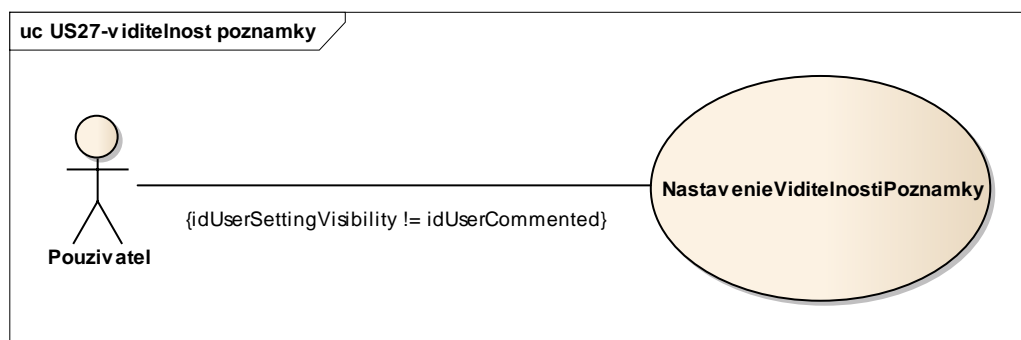 uc US27-viditelnost poznamky
NastavenieViditelnostiPoznamky
{idUserSettingVisibility != idUserCommented}
Pouzivatel